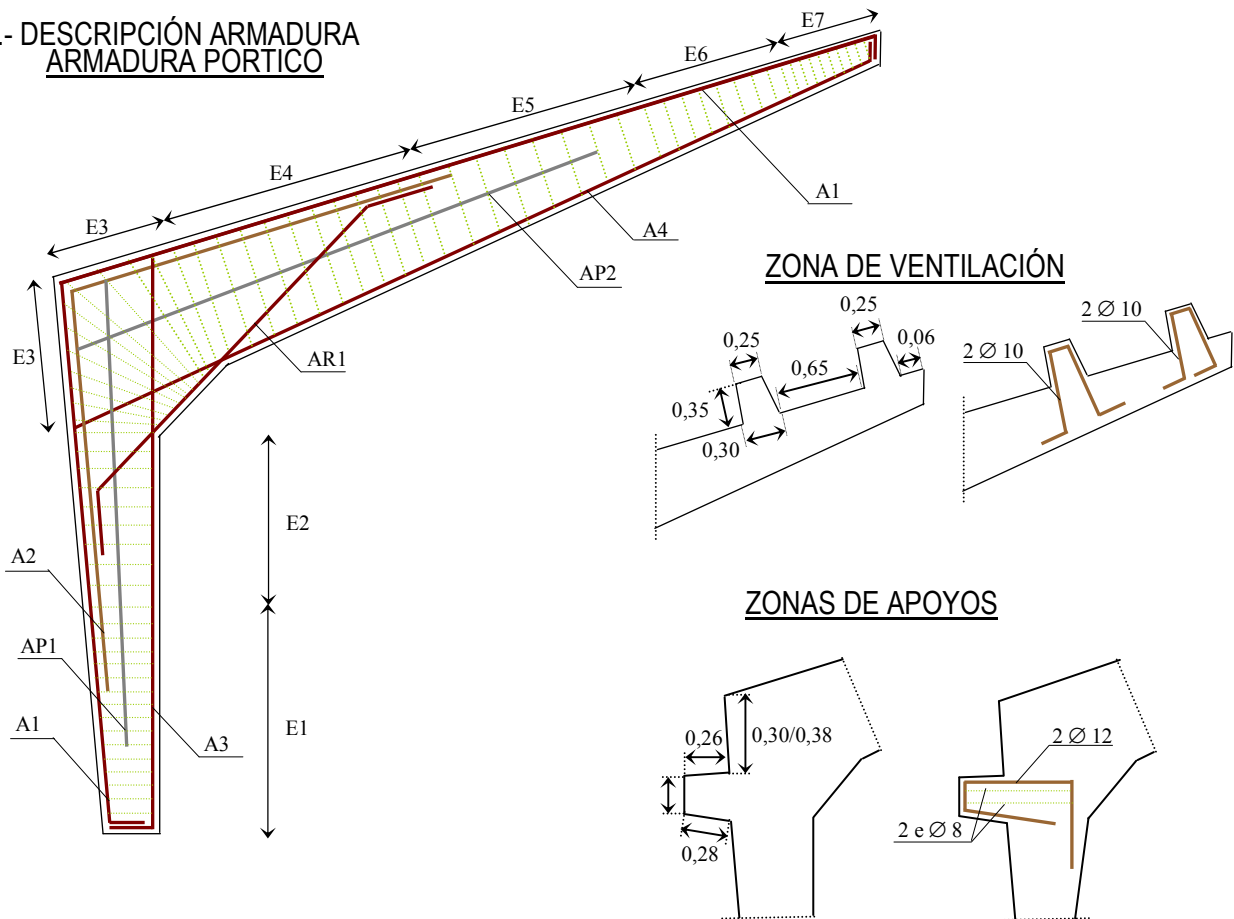 .- DESCRIPCIÓN ARMADURA
ARMADURA PORTICO
E7
E6
E5
E4
E3
A1
A4
AP2
E3
AR1
E2
A2
AP1
E1
A1
A3
ZONA DE VENTILACIÓN
0,25
0,25
0,06
0,65
0,35
0,30
2 ∅ 10
2 ∅ 10
ZONAS DE APOYOS
0,26
0,30/0,38
0,28
2 ∅ 12
2 e ∅ 8